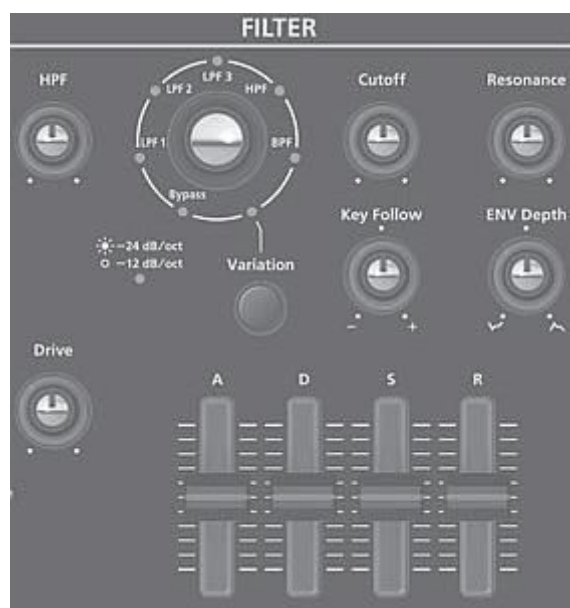 FILTER
HPF
LPF 1
LPF 2
LPF 3
HPF
BPF
Bypass
Cutoff
Resonance
Key Follow
ENV Depth
- +
-24 dB/oct
-12 dB/oct
Variation
Drive
A D S R